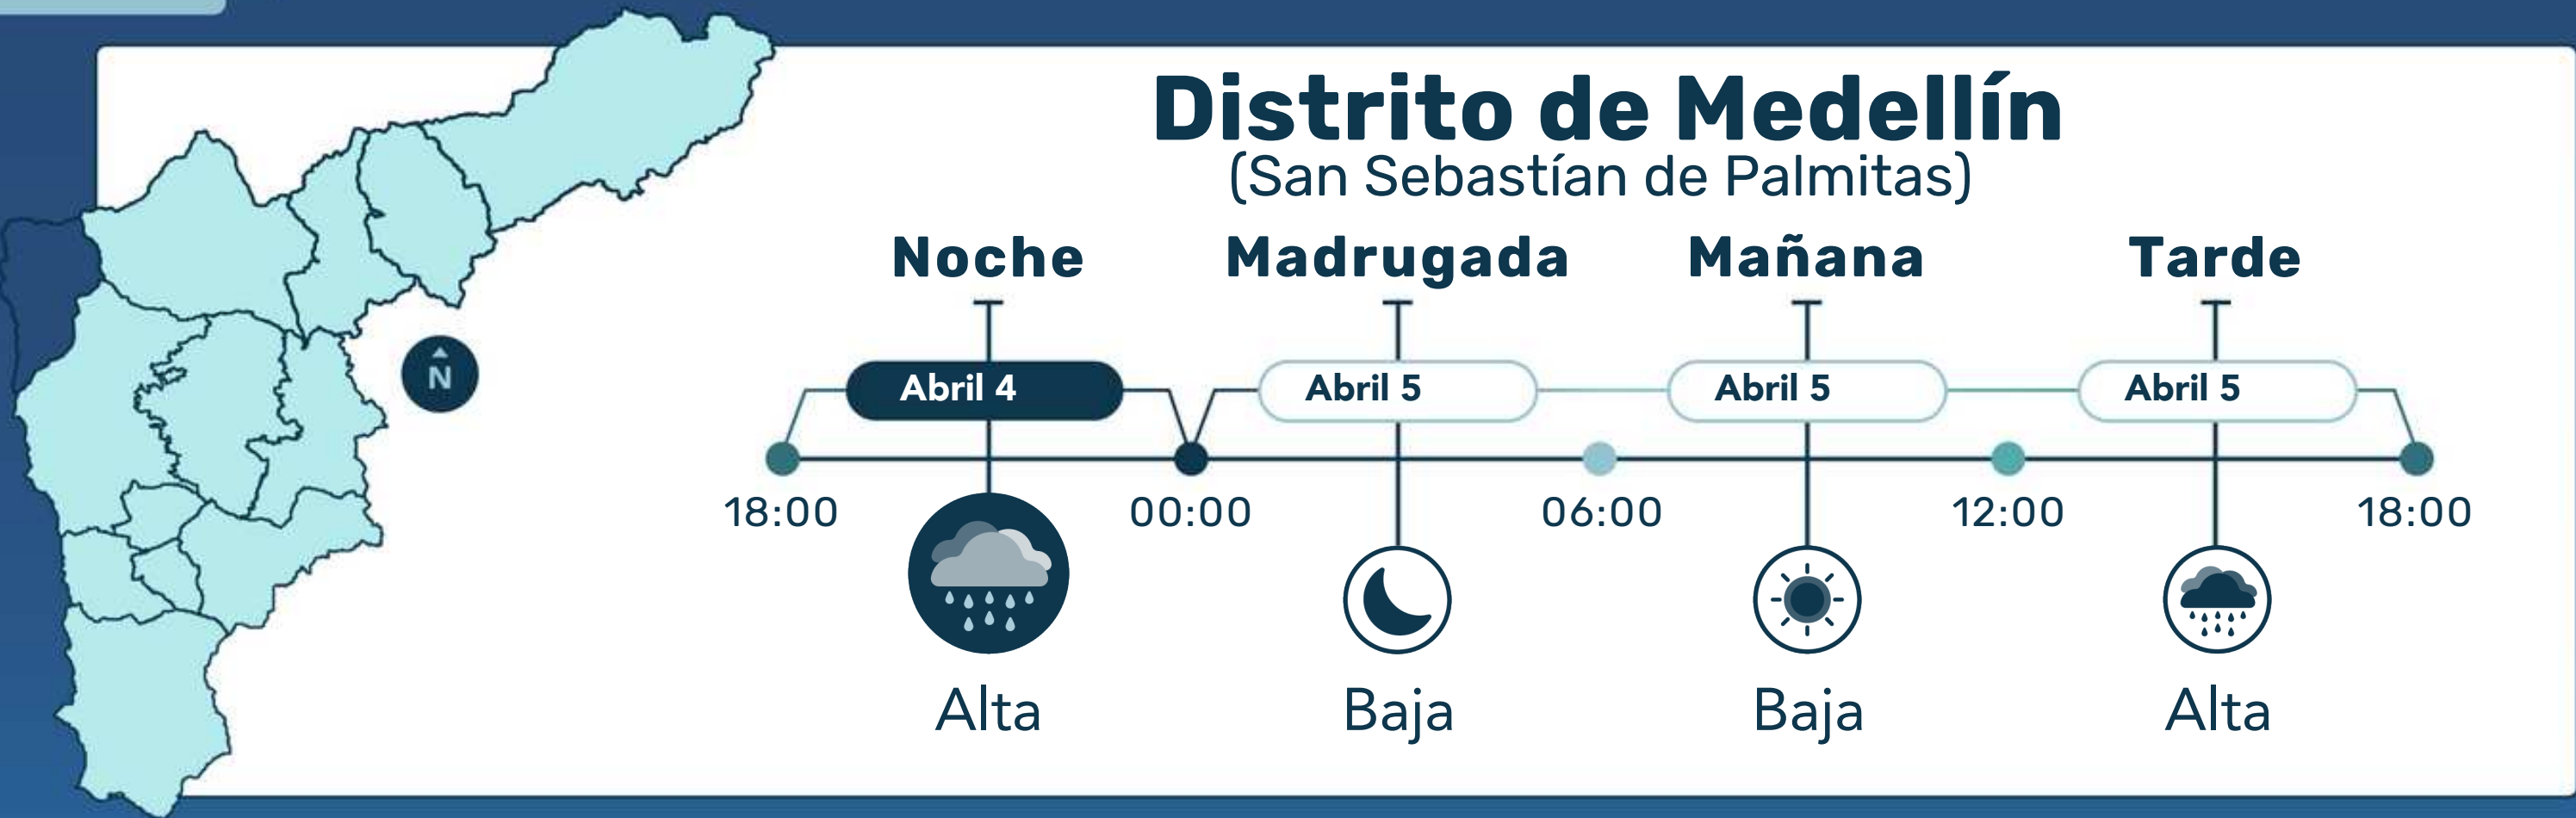 Distrito de Medellín
(San Sebastían de Palmitas)
Noche Madrugada Mañana Tarde
N
Abril 4 Abril 5 Abril 5 Abril 5
18:00 00:00 06:00 12:00 18:00
Alta Baja Baja Alta